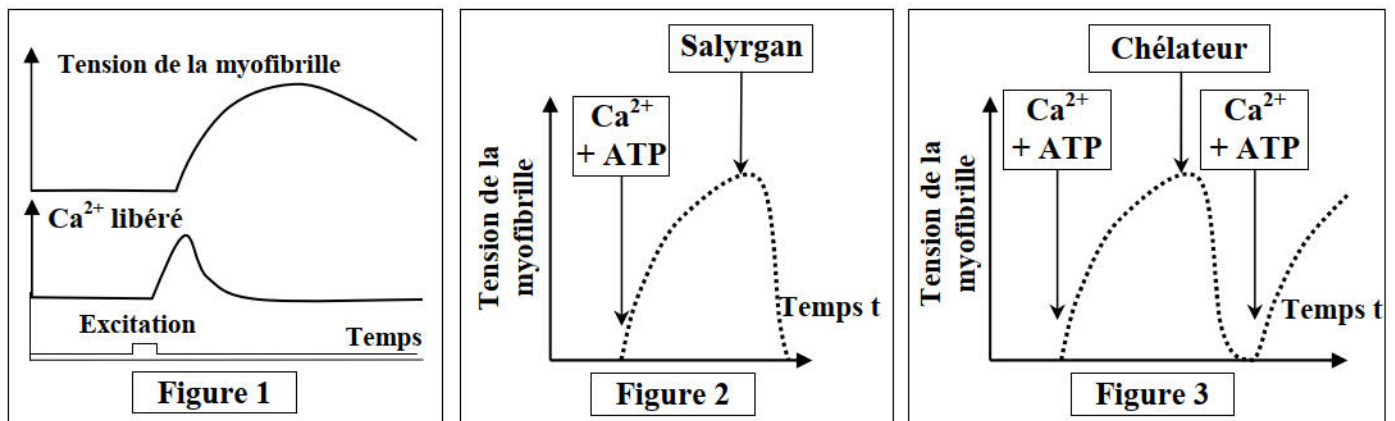 Tension de la myofibrille
Ca²⁺ libéré
Excitation
Temps
Figure 1
Salyrgan
Ca²⁺
+ ATP
Tension de la
myofibrille
Temps t
Figure 2
Chélateur
Ca²⁺
+ ATP
Ca²⁺
+ ATP
Tension de la
myofibrille
Temps t
Figure 3